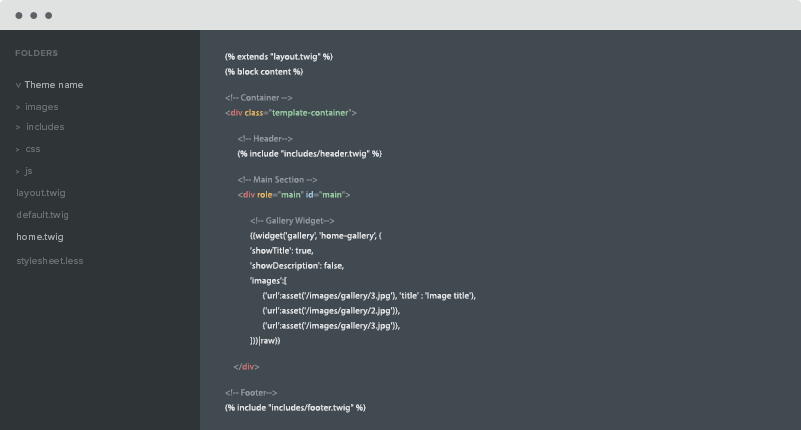 FOLDERS
v Theme name
> images
> includes
> css
> js
layout.twig
default.twig
home.twig
stylesheet.less
{% extends "layout.twig" %}
{% block content %}
<!-- Container -->
<div class="template-container">
<!-- Header-->
{% include "includes/header.twig" %}
<!-- Main Section -->
<div role="main" id="main">
<!-- Gallery Widget-->
{{widget('gallery', 'home-gallery', {
'showTitle': true,
'showDescription': false,
'images':[
{'url':asset('/images/gallery/3.jpg'), 'title' : 'Image title'},
{'url':asset('/images/gallery/2.jpg')},
{'url':asset('/images/gallery/3.jpg')},
]})|raw}}
</div>
<!-- Footer-->
{% include "includes/footer.twig" %}